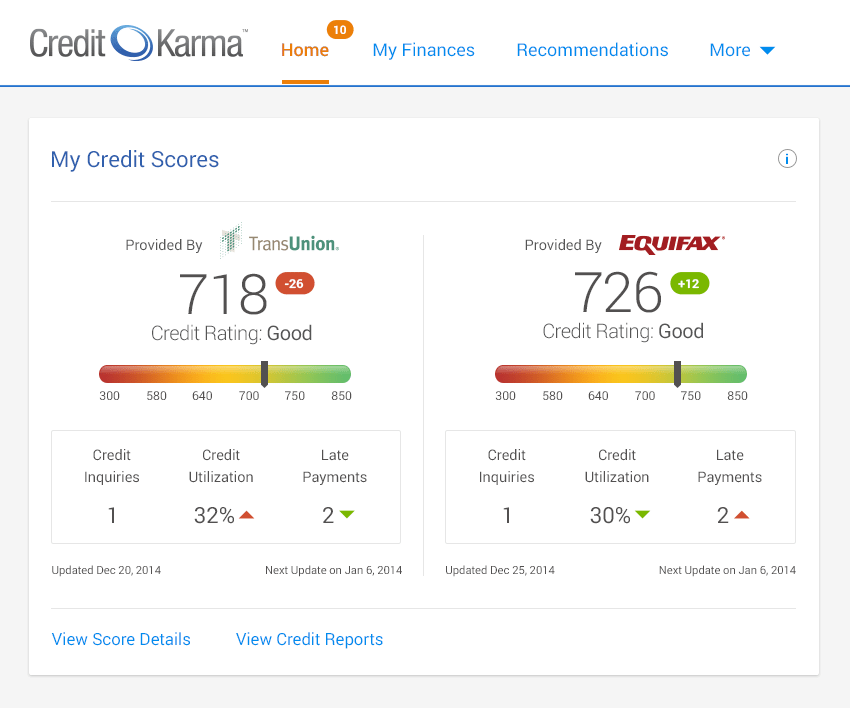 Credit Karma™
10
Home My Finances Recommendations More
My Credit Scores
i
Provided By TransUnion.
718 -26
Credit Rating: Good
300 580 640 700 750 850
Credit Inquiries
Credit Utilization
Late Payments
1 32% 2
Updated Dec 20, 2014 Next Update on Jan 6, 2014
Provided By EQUIFAX
726 +12
Credit Rating: Good
300 580 640 700 750 850
Credit Inquiries
Credit Utilization
Late Payments
1 30% 2
Updated Dec 25, 2014 Next Update on Jan 6, 2014
View Score Details View Credit Reports